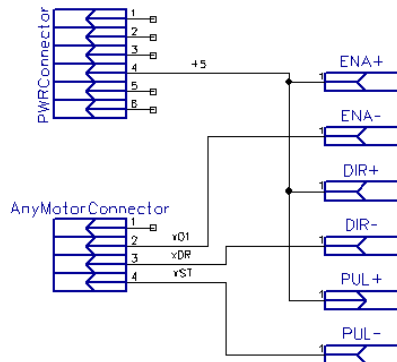 PWRConnector
1
2
3
4
5
6
+5
1 ENA+
1 ENA-
1 DIR+
1 DIR-
1 PUL+
1 PUL-
AnyMotorConnector
1
2
3
4
xO1
xDR
xST